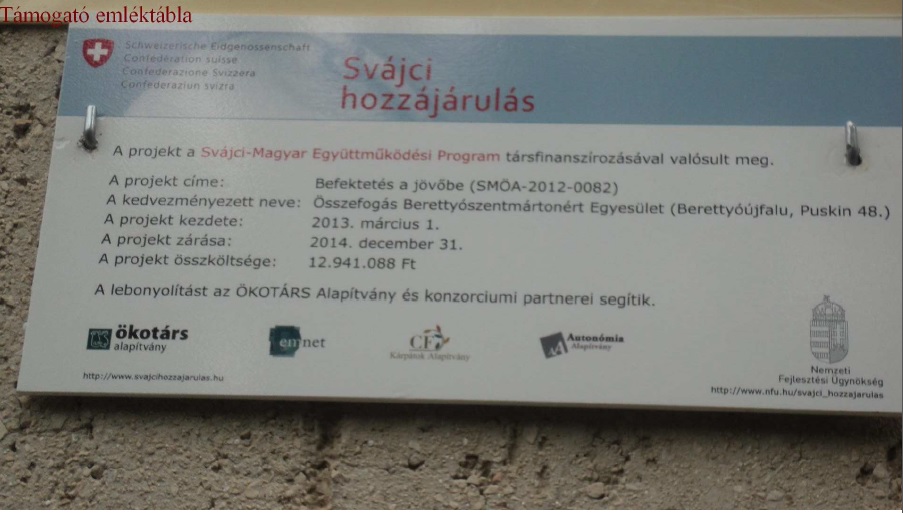 Támogató emléktábla
Schweizerische Eidgenossenschaft
Confédération suisse
Confederazione Svizzera
Confederaziun svizra
Svájci
hozzájárulás
A projekt a Svájci-Magyar Együttműködési Program társfinanszírozásával valósult meg.
A projekt címe: Befektetés a jövőbe (SMÖA-2012-0082)
A kedvezményezett neve: Összefogás Berettyószentmártonért Egyesület (Berettyóújfalu, Puskin 48.)
A projekt kezdete: 2013. március 1.
A projekt zárása: 2014. december 31.
A projekt összköltsége: 12.941.088 Ft
A lebonyolítást az ÖKOTÁRS Alapítvány és konzorciumi partnerei segítik.
ökotárs
alapítvány
emnet
CF
Kárpátok Alapítvány
Autonómia
Alapítvány
Nemzeti
Fejlesztési Ügynökség
http://www.svajcihozzajarulas.hu
http://www.nfu.hu/svajci_hozzajarulas